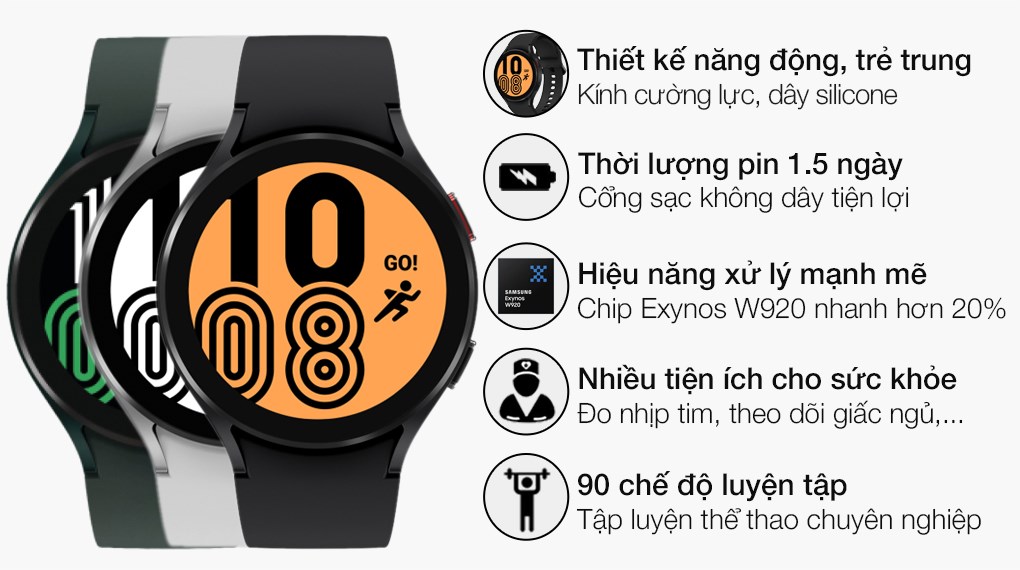 10
08
GO!
10
08
Thiết kế năng động, trẻ trung
Kính cường lực, dây silicone
Thời lượng pin 1.5 ngày
Cổng sạc không dây tiện lợi
SAMSUNG
Exynos
W920
Hiệu năng xử lý mạnh mẽ
Chip Exynos W920 nhanh hơn 20%
Nhiều tiện ích cho sức khỏe
Đo nhịp tim, theo dõi giấc ngủ,...
90 chế độ luyện tập
Tập luyện thể thao chuyên nghiệp